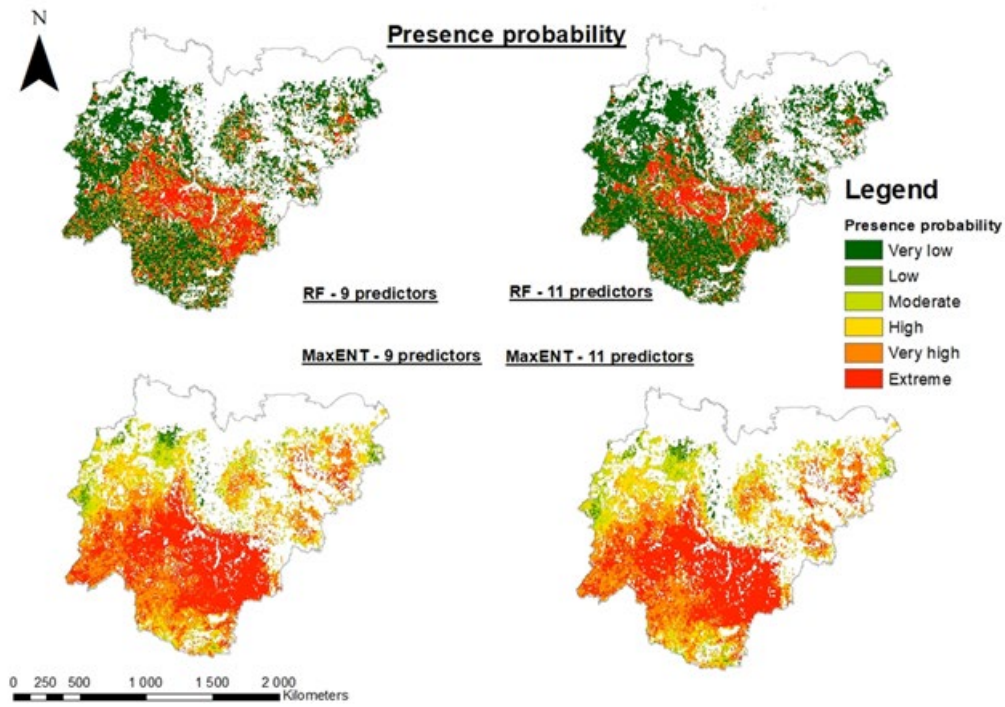 N
Presence probability
RF - 9 predictors
RF - 11 predictors
Legend
Presence probability
Very low
Low
Moderate
High
Very high
Extreme
MaxENT - 9 predictors
MaxENT - 11 predictors
0 250 500 1 000 1 500 2 000
Kilometers